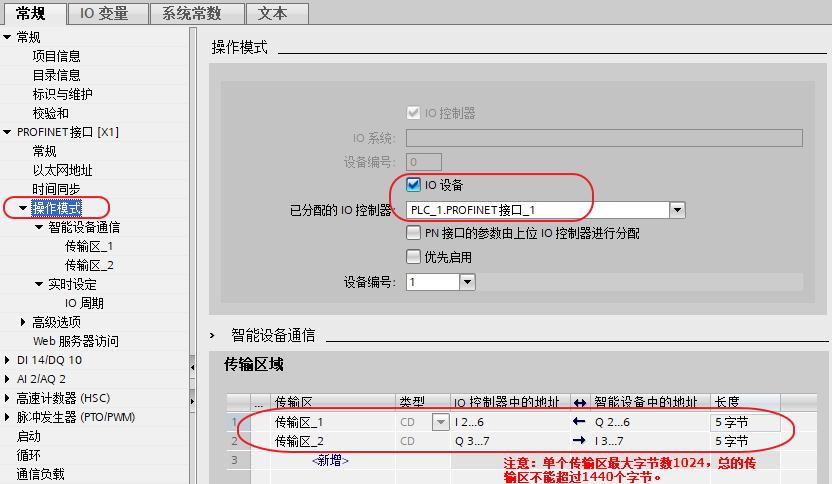 常规
IO 变量
系统常数
文本
常规
项目信息
目录信息
标识与维护
校验和
PROFINET接口 [X1]
常规
以太网地址
时间同步
操作模式
智能设备通信
传输区_1
传输区_2
实时设定
IO 周期
高级选项
Web 服务器访问
DI 14/DQ 10
AI 2/AQ 2
高速计数器 (HSC)
脉冲发生器 (PTO/PWM)
启动
循环
通信负载
操作模式
IO 控制器
IO 系统:
设备编号: 0
IO 设备
已分配的 IO 控制器: PLC_1.PROFINET接口_1
PN 接口的参数由上位 IO 控制器进行分配
优先启用
设备编号: 1
智能设备通信
传输区域
... 传输区 类型 IO 控制器中的地址 ↔ 智能设备中的地址 长度
1 传输区_1 CD I 2...6 ← Q 2...6 5 字节
2 传输区_2 CD Q 3...7 → I 3...7 5 字节
3 <新增>
注意：单个传输区最大字节数1024，总的传
输区不能超过1440个字节。